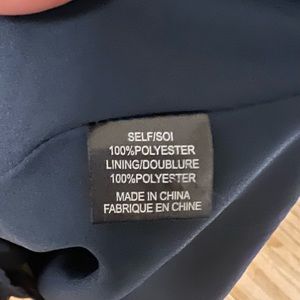 SELF/SOI
100%POLYESTER
LINING/DOUBLURE
100%POLYESTER
MADE IN CHINA
FABRIQUE EN CHINE